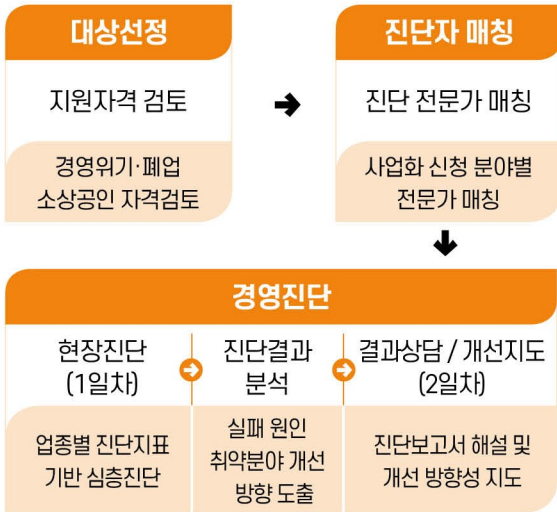 대상선정
지원자격 검토
경영위기·폐업
소상공인 자격검토
진단자 매칭
진단 전문가 매칭
사업화 신청 분야별
전문가 매칭
경영진단
현장진단
(1일차)
업종별 진단지표
기반 심층진단
진단결과
분석
실패 원인
취약분야 개선
방향 도출
결과상담 / 개선지도
(2일차)
진단보고서 해설 및
개선 방향성 지도